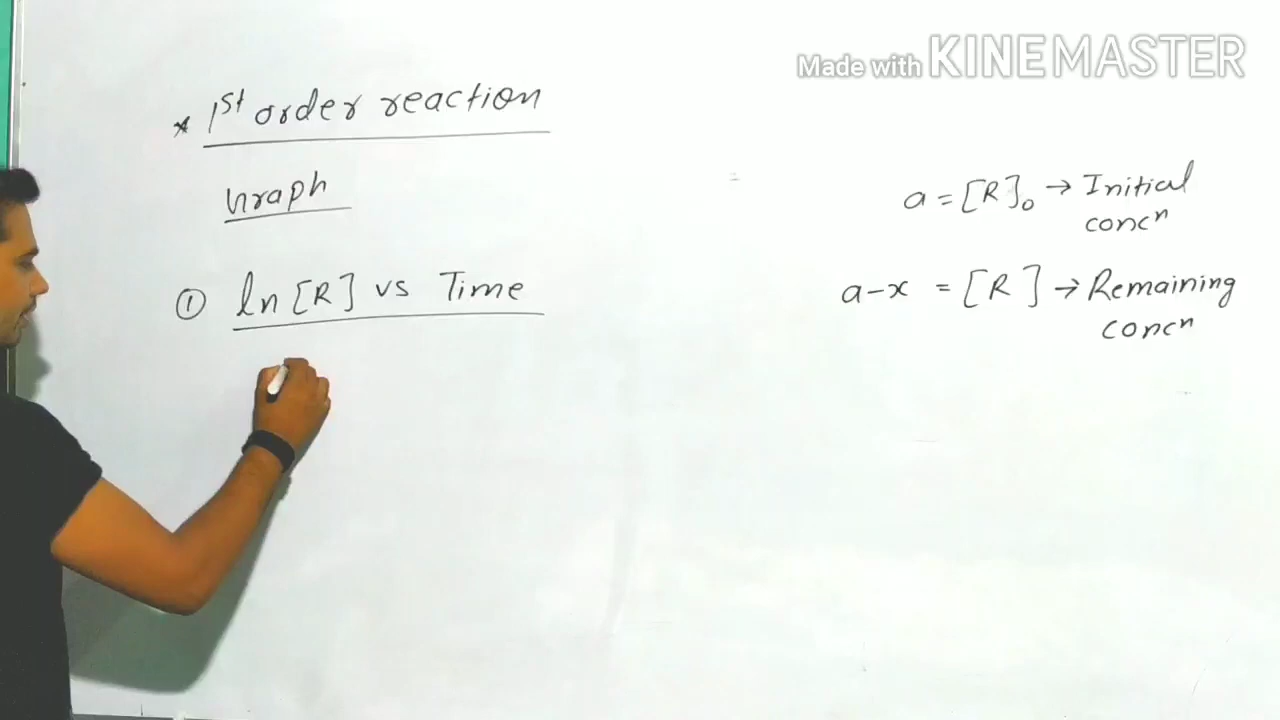 Made with KINEMASTER
* 1st order reaction
Graph
① ln [R] vs Time
a = [R]₀ → Initial
concⁿ
a-x = [R] → Remaining
concⁿ